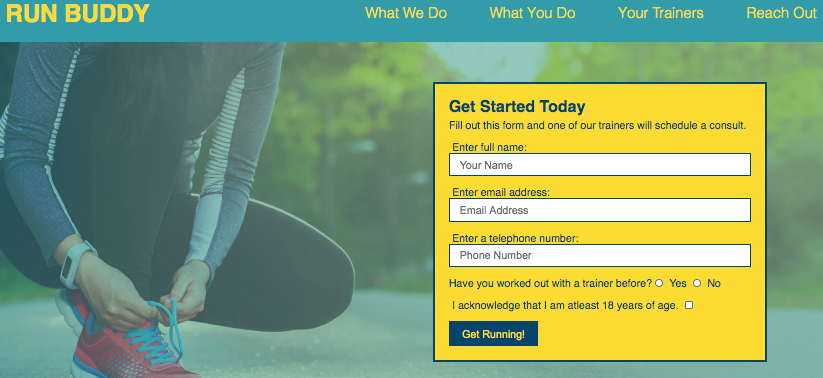 RUN BUDDY
What We Do What You Do Your Trainers Reach Out
Get Started Today
Fill out this form and one of our trainers will schedule a consult.
Enter full name:
Your Name
Enter email address:
Email Address
Enter a telephone number:
Phone Number
Have you worked out with a trainer before? Yes No
I acknowledge that I am atleast 18 years of age.
Get Running!